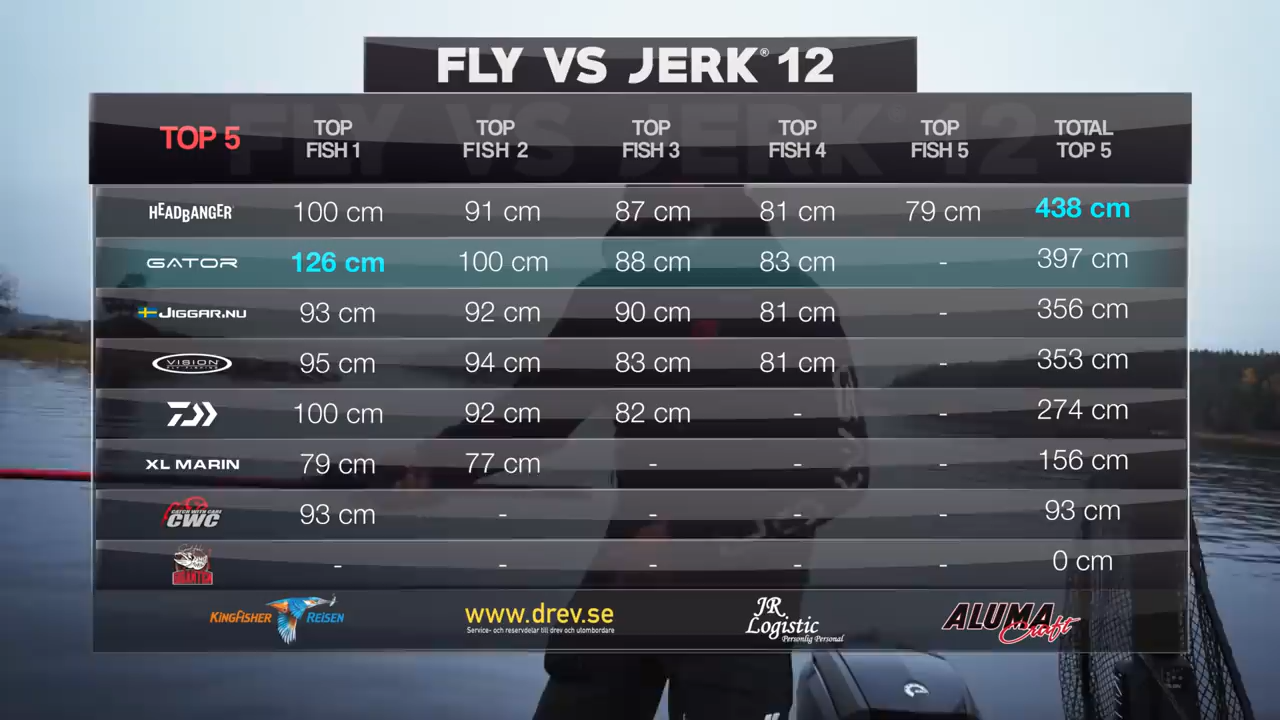 FLY VS JERK® 12
TOP 5
TOP FISH 1
TOP FISH 2
TOP FISH 3
TOP FISH 4
TOP FISH 5
TOTAL TOP 5
HEADBANGER 100 cm 91 cm 87 cm 81 cm 79 cm 438 cm
GATOR 126 cm 100 cm 88 cm 83 cm - 397 cm
JIGGAR.NU 93 cm 92 cm 90 cm 81 cm - 356 cm
VISION FLY FISHING 95 cm 94 cm 83 cm 81 cm - 353 cm
100 cm 92 cm 82 cm - - 274 cm
XL MARIN 79 cm 77 cm - - - 156 cm
CATCH WITH CARE CWC 93 cm - - - - 93 cm
- - - - - 0 cm
KINGFISHER REISEN
www.drev.se
Service- och reservdelar till drev och utombordare
JR. Logistic
Personlig Personal
ALUMA Craft